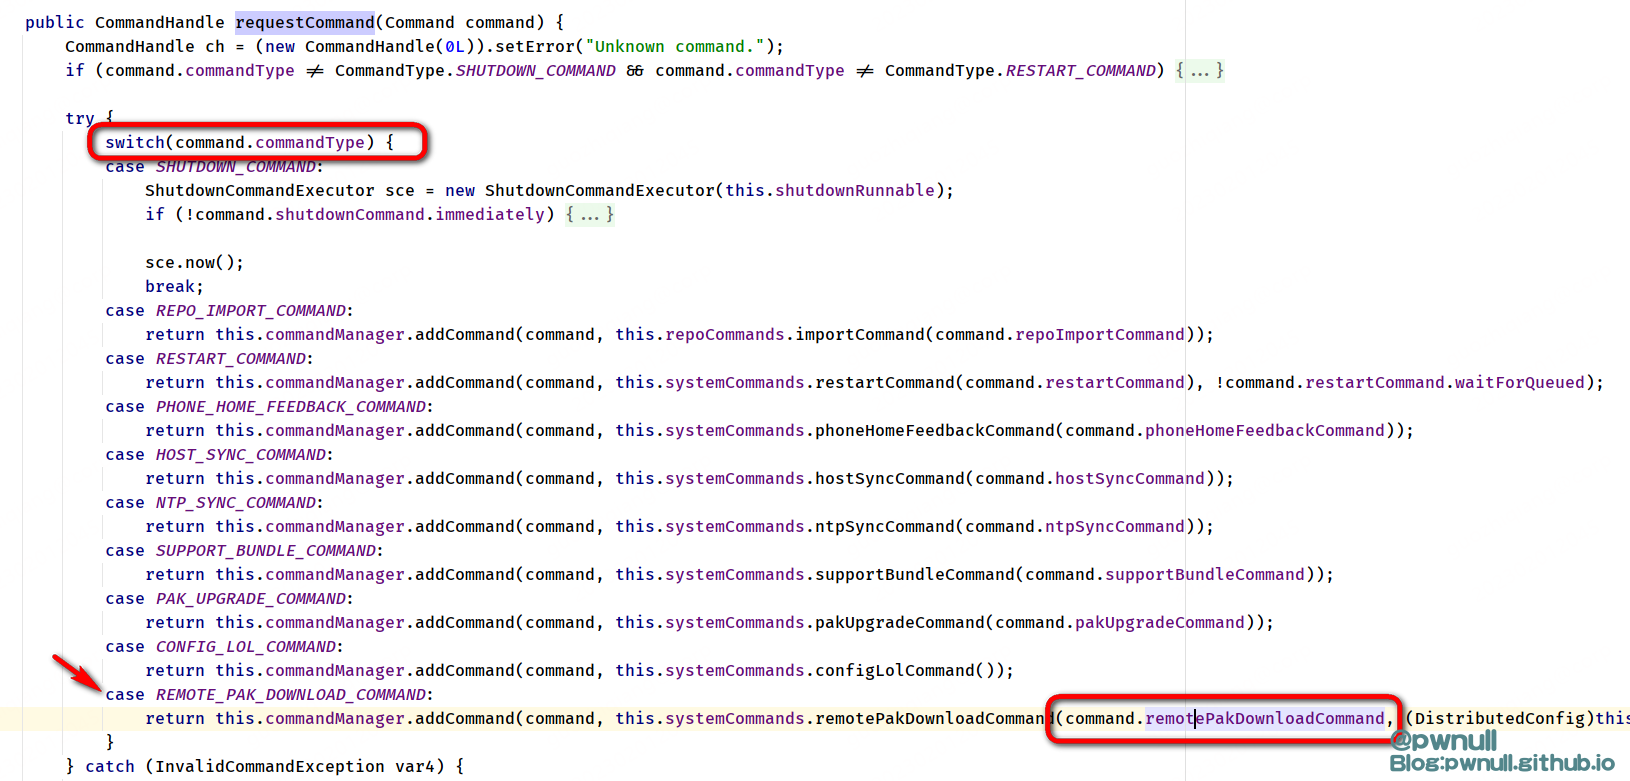 public CommandHandle requestCommand(Command command) {
CommandHandle ch = (new CommandHandle(0L)).setError("Unknown command.");
if (command.commandType ≠ CommandType.SHUTDOWN_COMMAND && command.commandType ≠ CommandType.RESTART_COMMAND) {...}
try {
switch(command.commandType) {
case SHUTDOWN_COMMAND:
ShutdownCommandExecutor sce = new ShutdownCommandExecutor(this.shutdownRunnable);
if (!command.shutdownCommand.immediately) {...}
sce.now();
break;
case REPO_IMPORT_COMMAND:
return this.commandManager.addCommand(command, this.repoCommands.importCommand(command.repoImportCommand));
case RESTART_COMMAND:
return this.commandManager.addCommand(command, this.systemCommands.restartCommand(command.restartCommand), !command.restartCommand.waitForQueued);
case PHONE_HOME_FEEDBACK_COMMAND:
return this.commandManager.addCommand(command, this.systemCommands.phoneHomeFeedbackCommand(command.phoneHomeFeedbackCommand));
case HOST_SYNC_COMMAND:
return this.commandManager.addCommand(command, this.systemCommands.hostSyncCommand(command.hostSyncCommand));
case NTP_SYNC_COMMAND:
return this.commandManager.addCommand(command, this.systemCommands.ntpSyncCommand(command.ntpSyncCommand));
case SUPPORT_BUNDLE_COMMAND:
return this.commandManager.addCommand(command, this.systemCommands.supportBundleCommand(command.supportBundleCommand));
case PAK_UPGRADE_COMMAND:
return this.commandManager.addCommand(command, this.systemCommands.pakUpgradeCommand(command.pakUpgradeCommand));
case CONFIG_LOL_COMMAND:
return this.commandManager.addCommand(command, this.systemCommands.configLolCommand());
case REMOTE_PAK_DOWNLOAD_COMMAND:
return this.commandManager.addCommand(command, this.systemCommands.remotePakDownloadCommand(command.remotePakDownloadCommand, (DistributedConfig)this
}
} catch (InvalidCommandException var4) {
@pwnull
Blog:pwnull.github.io